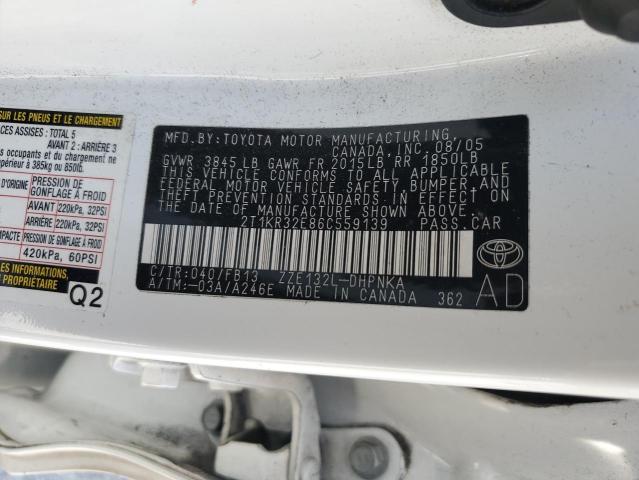 SUR LES PNEUS ET LE CHARGEMENT
PLACES ASSISES: TOTAL 5
AVANT 2: ARRIÈRE 3
occupants et du chargement ne
385kg ou 850lb.
D'ORIGINE
PRESSION DE GONFLAGE À FROID
AVANT 220kPa, 32PSI
ARRIÈRE 220kPa, 32PSI
PRESSION DE GONFLAGE À FROID
420kPa, 60PSI
propriétaire.
Q2
MFD.BY:TOYOTA MOTOR MANUFACTURING,
CANADA,INC. 08/05
GVWR 3845LB GAWR FR 2015LB RR 1850LB
THIS VEHICLE CONFORMS TO ALL APPLICABLE
FEDERAL MOTOR VEHICLE SAFETY, BUMPER, AND
THEFT PREVENTION STANDARDS IN EFFECT ON
THE DATE OF MANUFACTURE SHOWN ABOVE.
2T1KR32E86C559139 PASS.CAR
C/TR:040/FB13 ZZE132L-DHPNKA
A/TM:-03A/A246E MADE IN CANADA 362
AD
TOYOTA